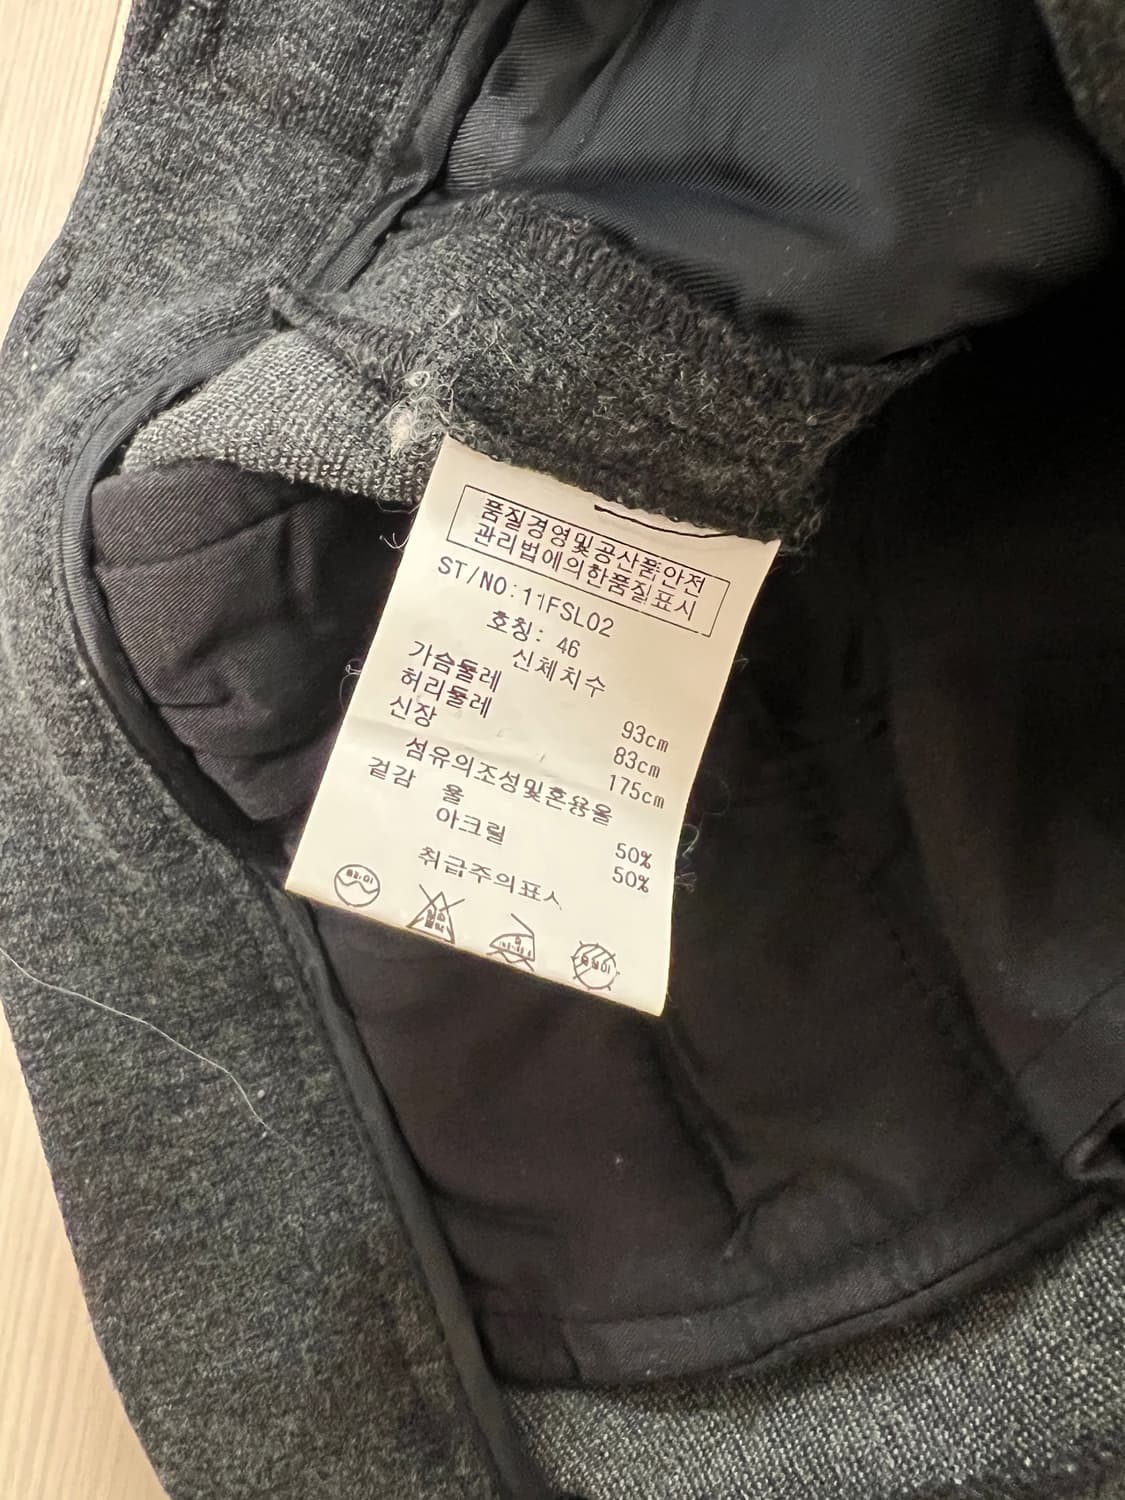 품질경영및공산품안전
관리법에의한품질표시
ST/NO:11FSL02
호칭: 46
신체치수
가슴둘레 93cm
허리둘레 83cm
신장 175cm
섬유의조성및혼용율
겉감 울 50%
아크릴 50%
취급주의표시